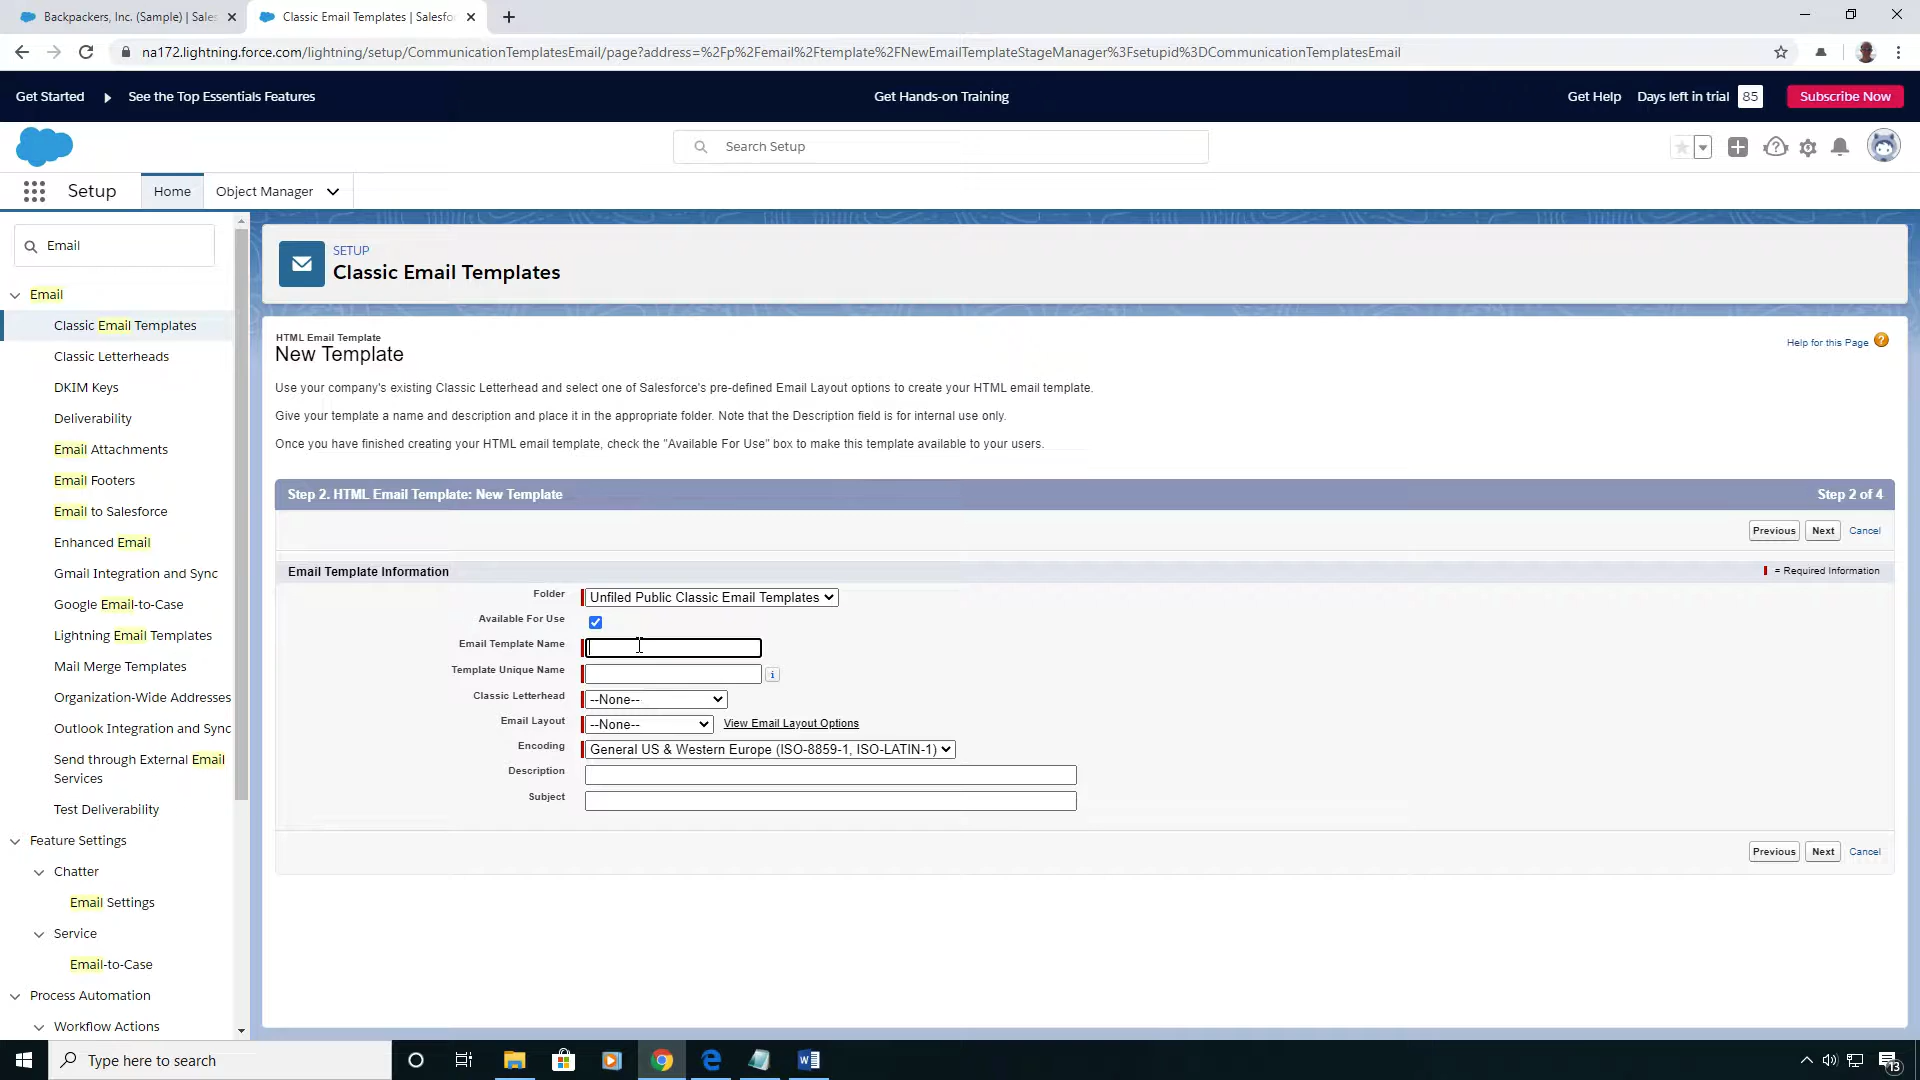 Backpackers, Inc. (Sample) | Sales
Classic Email Templates | Salesfo
na172.lightning.force.com/lightning/setup/CommunicationTemplatesEmail/page?address=%2Fp%2Femail%2Ftemplate%2FNewEmailTemplateStageManager%3Fsetupid%3DCommunicationTemplatesEmail
Get Started
See the Top Essentials Features
Get Hands-on Training
Get Help
Days left in trial 85
Subscribe Now
Search Setup
Setup
Home
Object Manager
Email
SETUP
Classic Email Templates
Email
Classic Email Templates
Classic Letterheads
DKIM Keys
Deliverability
Email Attachments
Email Footers
Email to Salesforce
Enhanced Email
Gmail Integration and Sync
Google Email-to-Case
Lightning Email Templates
Mail Merge Templates
Organization-Wide Addresses
Outlook Integration and Sync
Send through External Email
Services
Test Deliverability
Feature Settings
Chatter
Email Settings
Service
Email-to-Case
Process Automation
Workflow Actions
HTML Email Template
New Template
Help for this Page ?
Use your company's existing Classic Letterhead and select one of Salesforce's pre-defined Email Layout options to create your HTML email template.
Give your template a name and description and place it in the appropriate folder. Note that the Description field is for internal use only.
Once you have finished creating your HTML email template, check the "Available For Use" box to make this template available to your users.
Step 2. HTML Email Template: New Template
Step 2 of 4
Previous
Next
Cancel
Email Template Information
= Required Information
Folder
Unfiled Public Classic Email Templates
Available For Use
Email Template Name
Template Unique Name
i
Classic Letterhead
--None--
Email Layout
--None--
View Email Layout Options
Encoding
General US & Western Europe (ISO-8859-1, ISO-LATIN-1)
Description
Subject
Previous
Next
Cancel
Type here to search
13